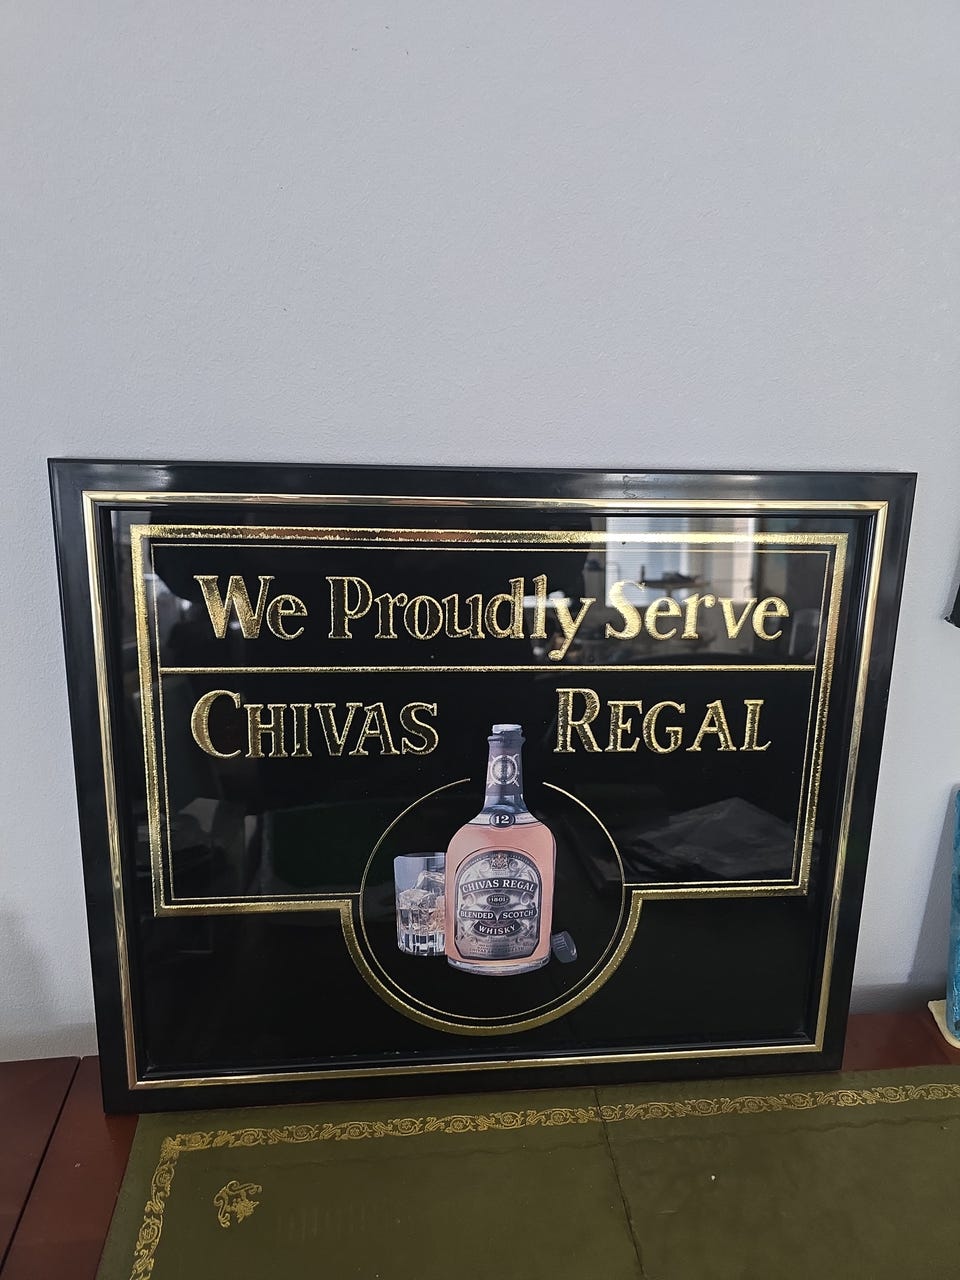 We Proudly Serve
CHIVAS REGAL
12
CHIVAS REGAL
1801
BLENDED SCOTCH
WHISKY